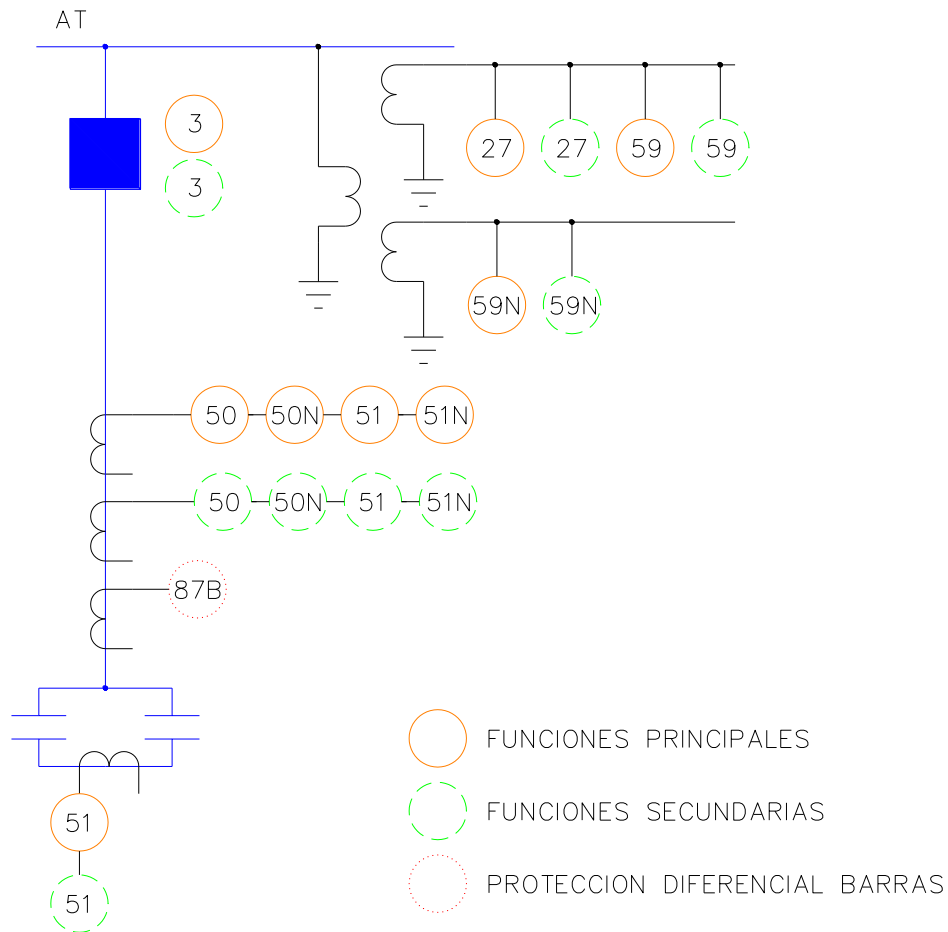 AT
3
3
27 27 59 59
59N 59N
50 50N 51 51N
50 50N 51 51N
87B
51
51
FUNCIONES PRINCIPALES
FUNCIONES SECUNDARIAS
PROTECCION DIFERENCIAL BARRAS